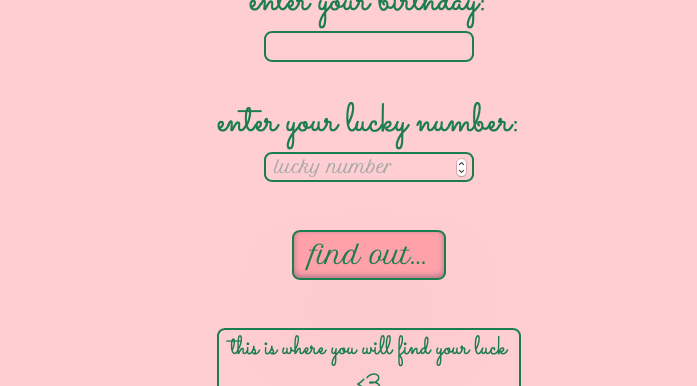 enter your birthday:
enter your lucky number:
lucky number
find out...
this is where you will find your luck
<3